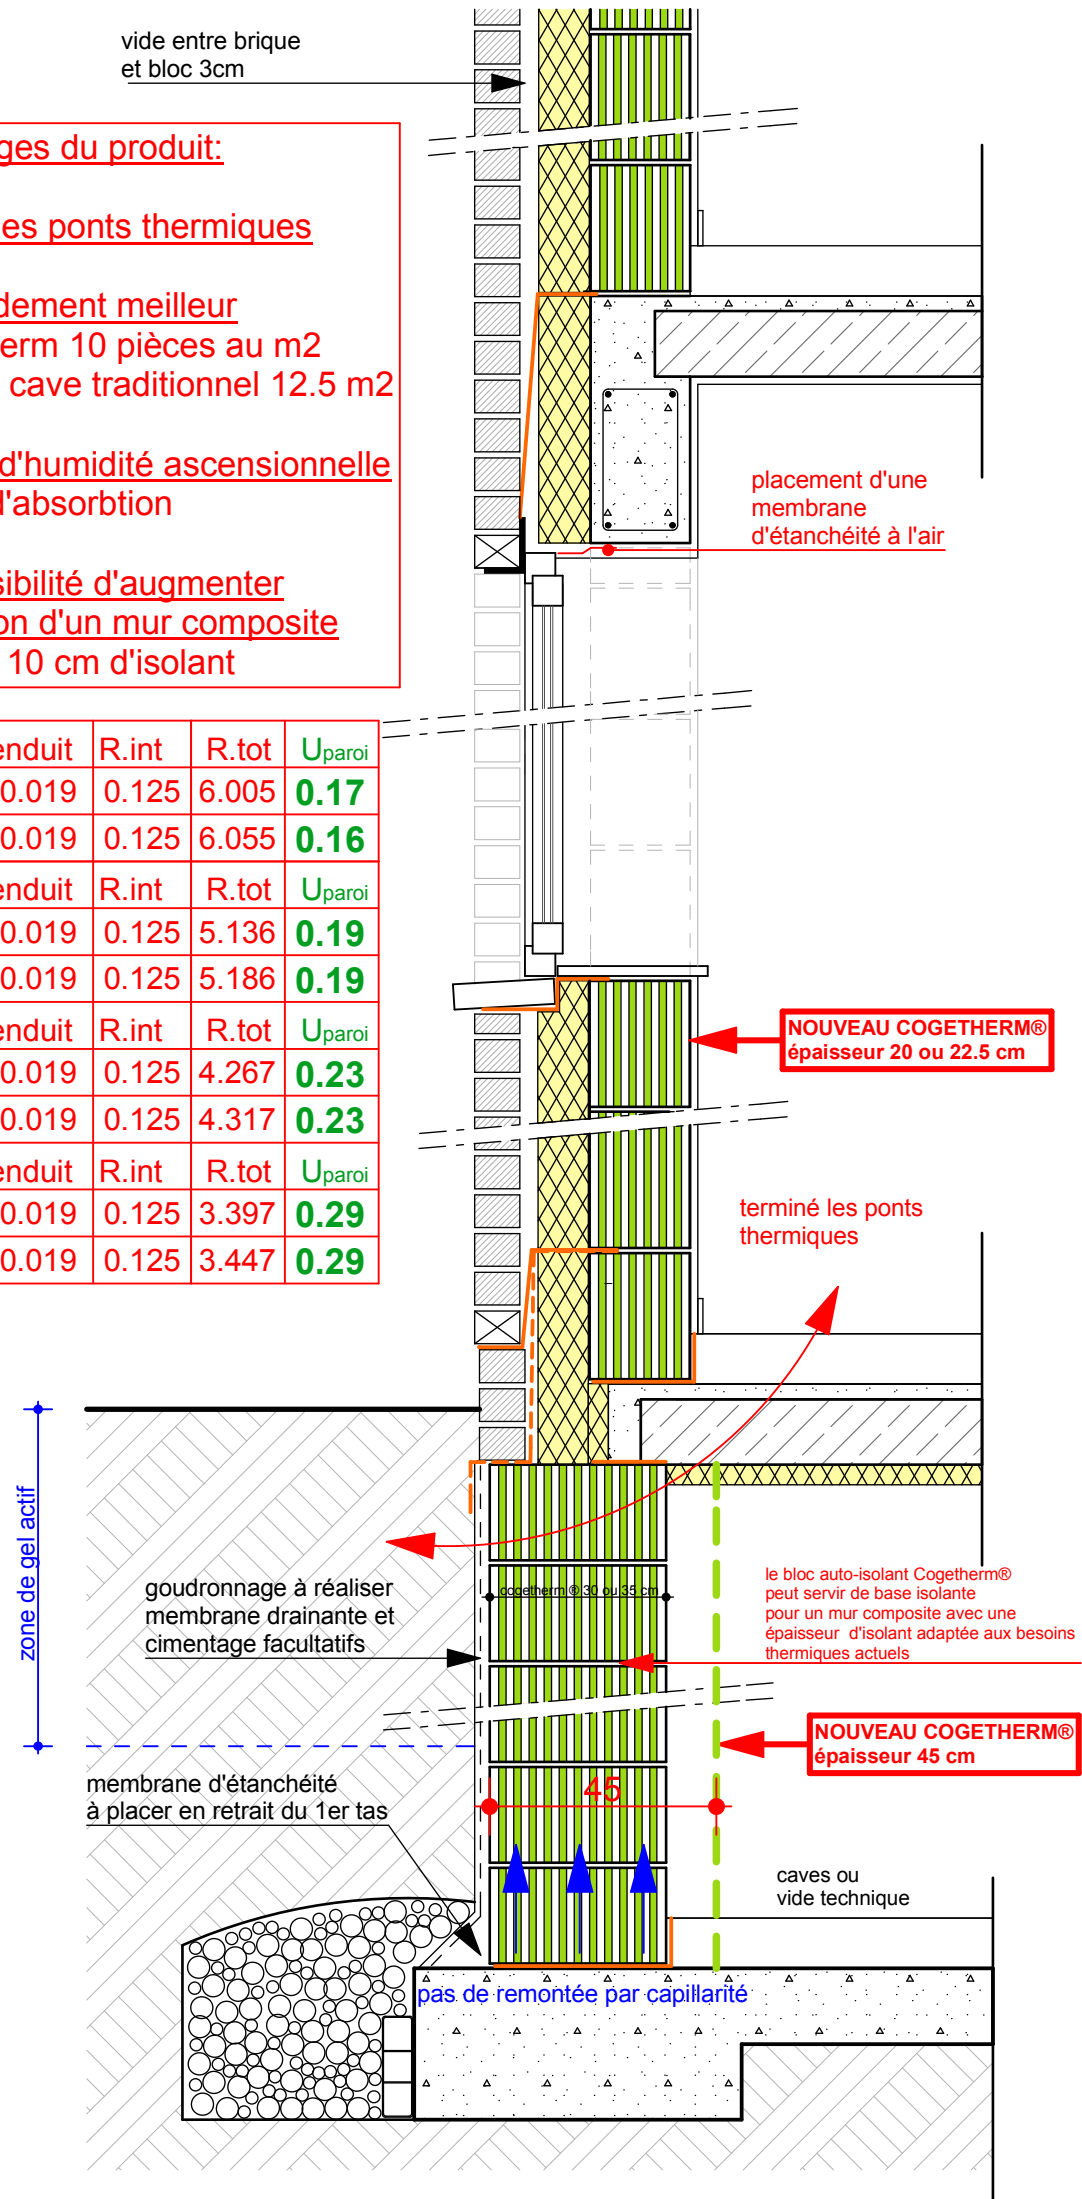 vide entre brique
et bloc 3cm
ges du produit:
es ponts thermiques
dement meilleur
erm 10 pièces au m2
cave traditionnel 12.5 m2
d'humidité ascensionnelle
d'absorbtion
sibilité d'augmenter
on d'un mur composite
10 cm d'isolant
placement d'une
membrane
d'étanchéité à l'air
enduit R.int R.tot Uparoi
0.019 0.125 6.005 0.17
0.019 0.125 6.055 0.16
enduit R.int R.tot Uparoi
0.019 0.125 5.136 0.19
0.019 0.125 5.186 0.19
enduit R.int R.tot Uparoi
0.019 0.125 4.267 0.23
0.019 0.125 4.317 0.23
enduit R.int R.tot Uparoi
0.019 0.125 3.397 0.29
0.019 0.125 3.447 0.29
NOUVEAU COGETHERM®
épaisseur 20 ou 22.5 cm
terminé les ponts
thermiques
zone de gel actif
goudronnage à réaliser
membrane drainante et
cimentage facultatifs
cogetherm ® 30 ou 35 cm
le bloc auto-isolant Cogetherm®
peut servir de base isolante
pour un mur composite avec une
épaisseur d'isolant adaptée aux besoins
thermiques actuels
NOUVEAU COGETHERM®
épaisseur 45 cm
membrane d'étanchéité
à placer en retrait du 1er tas
45
caves ou
vide technique
pas de remontée par capillarité